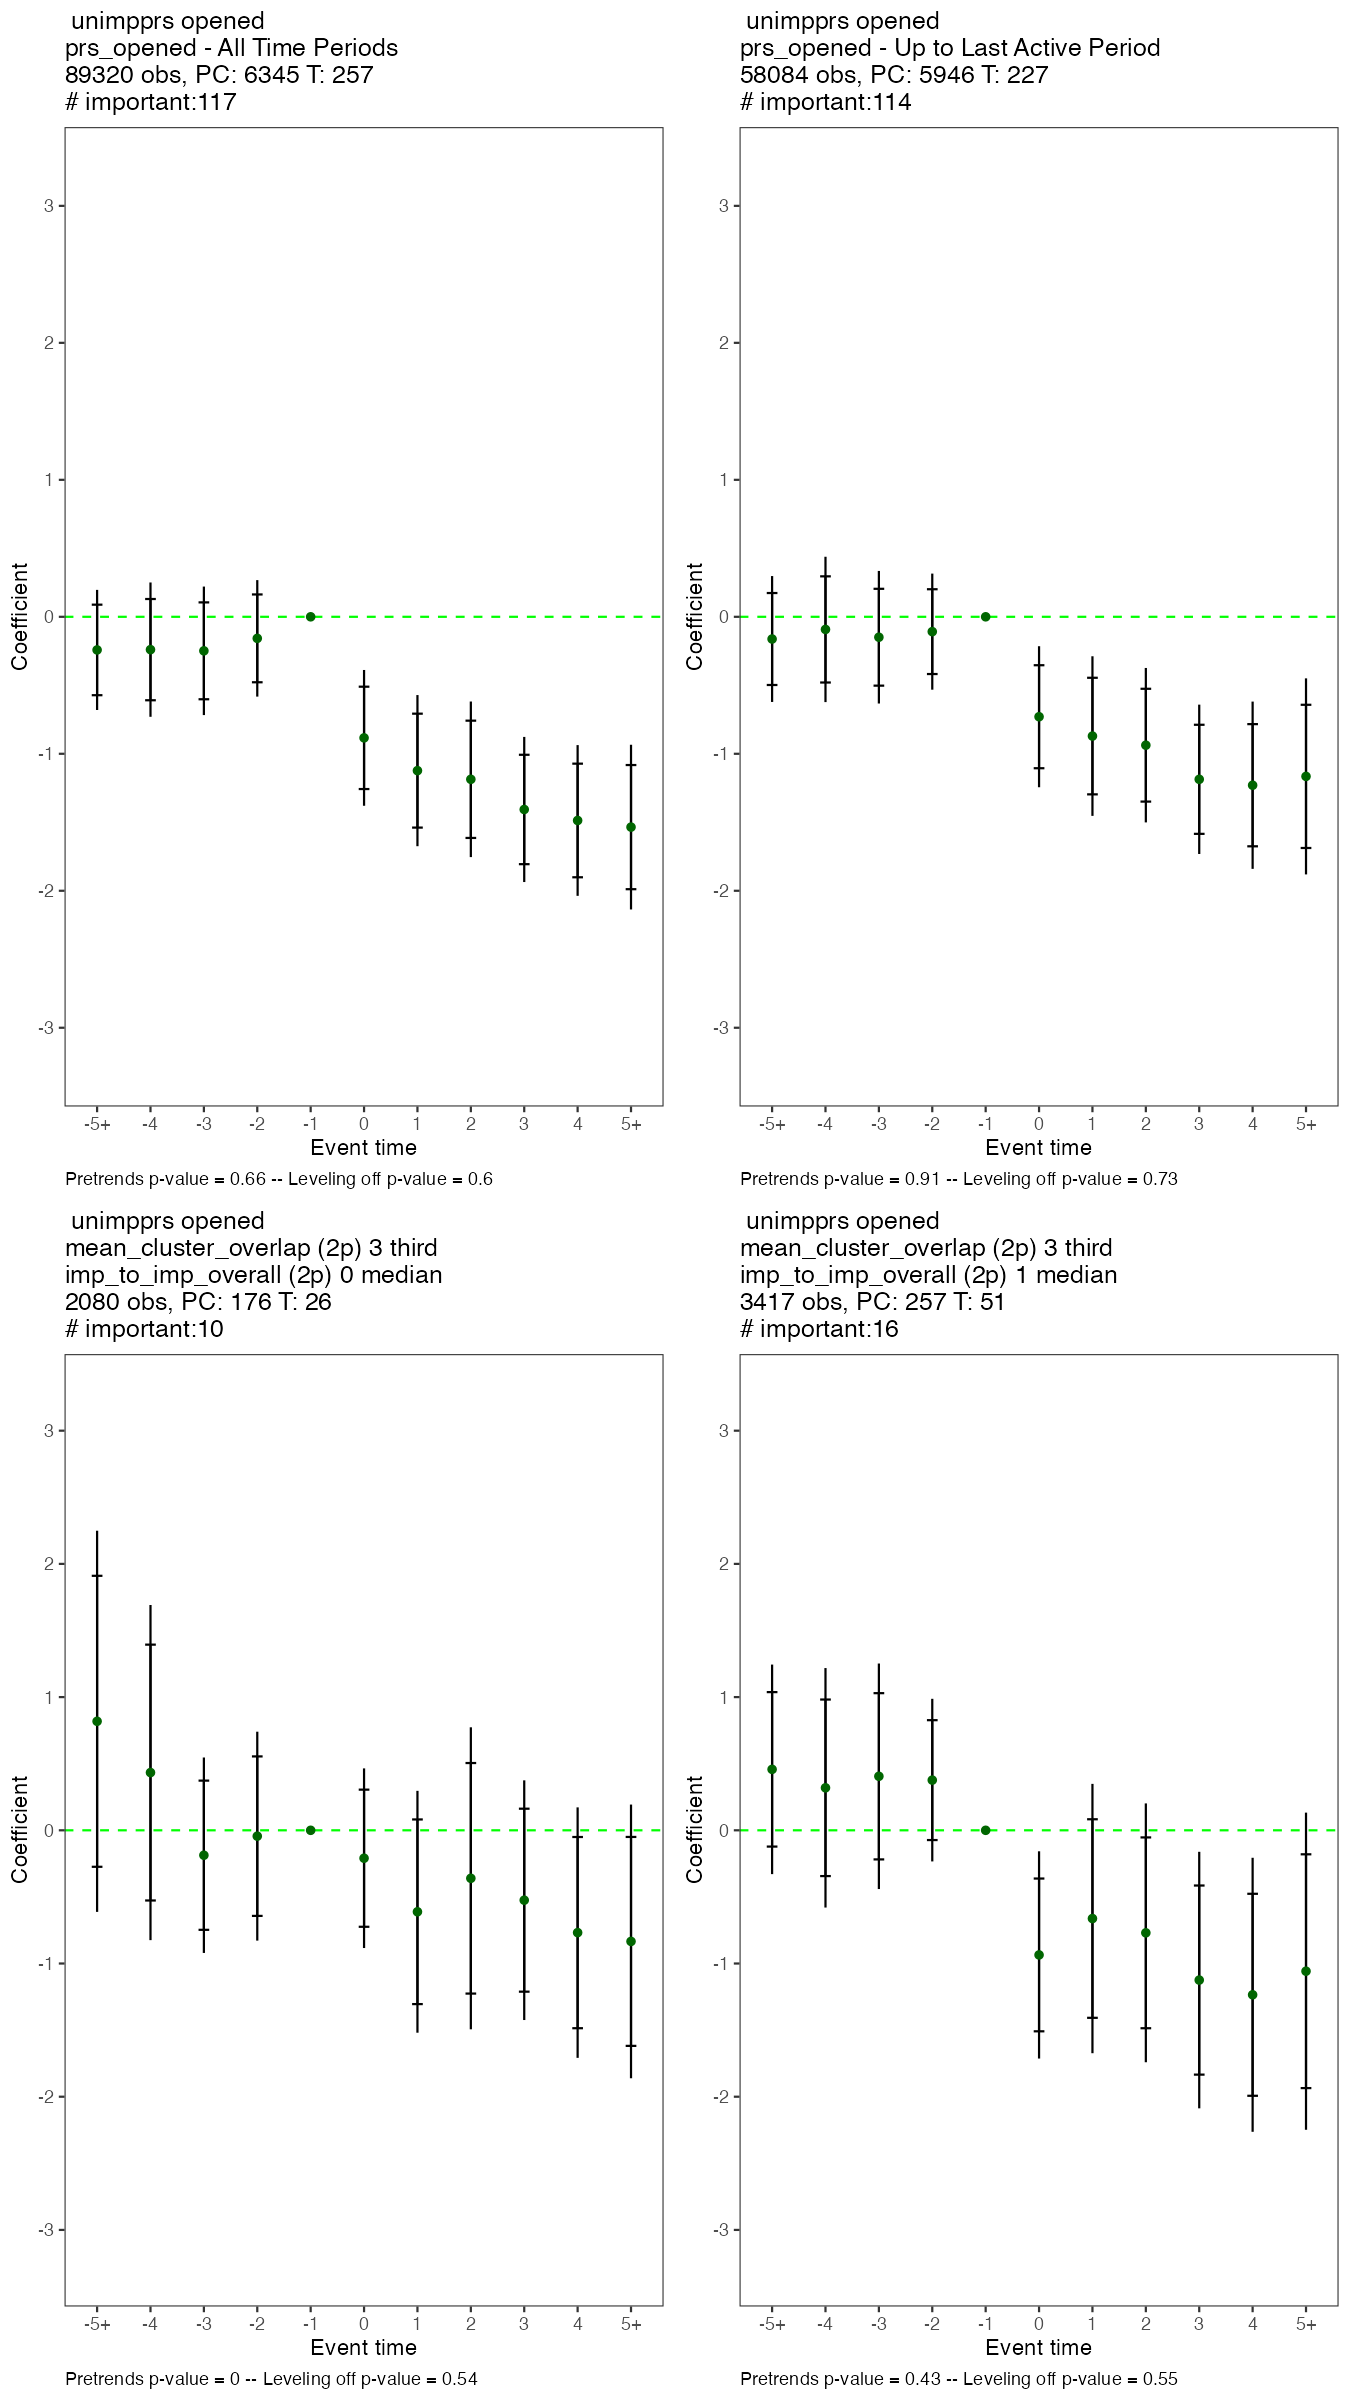 unimpprs opened
prs_opened - All Time Periods
89320 obs, PC: 6345 T: 257
# important:117
3
2
1
0
-1
-2
-3
Coefficient
-5+ -4 -3 -2 -1 0 1 2 3 4 5+
Event time
Pretrends p-value = 0.66 -- Leveling off p-value = 0.6
unimpprs opened
prs_opened - Up to Last Active Period
58084 obs, PC: 5946 T: 227
# important:114
3
2
1
0
-1
-2
-3
Coefficient
-5+ -4 -3 -2 -1 0 1 2 3 4 5+
Event time
Pretrends p-value = 0.91 -- Leveling off p-value = 0.73
unimpprs opened
mean_cluster_overlap (2p) 3 third
imp_to_imp_overall (2p) 0 median
2080 obs, PC: 176 T: 26
# important:10
3
2
1
0
-1
-2
-3
Coefficient
-5+ -4 -3 -2 -1 0 1 2 3 4 5+
Event time
Pretrends p-value = 0 -- Leveling off p-value = 0.54
unimpprs opened
mean_cluster_overlap (2p) 3 third
imp_to_imp_overall (2p) 1 median
3417 obs, PC: 257 T: 51
# important:16
3
2
1
0
-1
-2
-3
Coefficient
-5+ -4 -3 -2 -1 0 1 2 3 4 5+
Event time
Pretrends p-value = 0.43 -- Leveling off p-value = 0.55